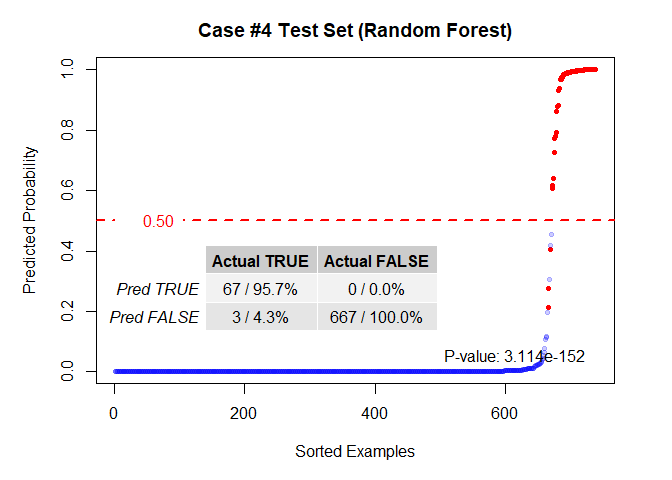 Case #4 Test Set (Random Forest)
Predicted Probability
1.0
0.8
0.6
0.4
0.2
0.0
0.50
Actual TRUE Actual FALSE
Pred TRUE 67 / 95.7% 0 / 0.0%
Pred FALSE 3 / 4.3% 667 / 100.0%
P-value: 3.114e-152
0 200 400 600
Sorted Examples